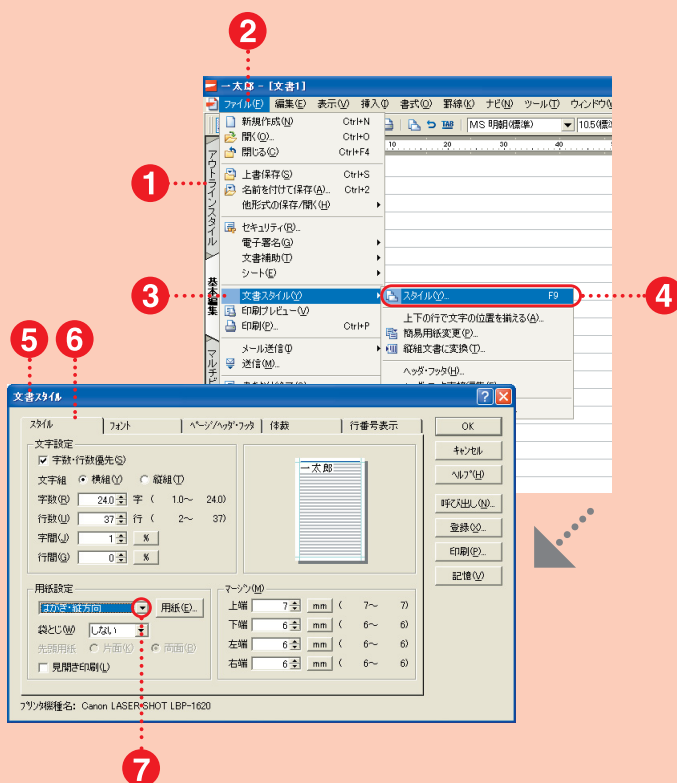 2
一太郎 - [文書1]
ファイル(F) 編集(E) 表示(V) 挿入(I) 書式(O) 罫線(K) ナビ(N) ツール(T) ウィンドウ(
新規作成(N) Ctrl+N
開く(O)... Ctrl+O
閉じる(C) Ctrl+F4
MS 明朝(標準) 10.5(標準
10 20 30 40
上書保存(S) Ctrl+S
名前を付けて保存(A)... Ctrl+2
他形式の保存/開く(H)
1
アウトラインスタイル
セキュリティ(R)...
電子署名(G)
文書補助(T)
シート(E)
基本編集
3
文書スタイル(Y)
スタイル(Y)... F9
4
印刷プレビュー(V)
印刷(P)... Ctrl+P
上下の行で文字の位置を揃える(A)...
簡易用紙変更(P)...
縦組文書に変換(T)...
メール送信(I)
送信(M)...
ヘッダ・フッタ(H)...
マルチビ
5 6
文書スタイル
スタイル フォント ページ/ヘッダ・フッタ 体裁 行番号表示
文字設定
字数・行数優先(S)
文字組 横組(Y) 縦組(T)
字数(R) 24.0 字 ( 1.0〜 24.0)
行数(U) 37 行 ( 2〜 37)
字間(J) 1 %
行間(G) 0 %
一太郎
OK
キャンセル
ヘルプ(H)
呼び出し(N)...
登録(X)...
印刷(P)...
記憶(V)
用紙設定
はがき・縦方向 用紙(E)...
袋とじ(W) しない
先頭用紙 片面(K) 両面(B)
見開き印刷(L)
マージン(M)
上端 7 mm ( 7〜 7)
下端 6 mm ( 6〜 6)
左端 6 mm ( 6〜 6)
右端 6 mm ( 6〜 6)
プリンタ機種名: Canon LASER SHOT LBP-1620
7